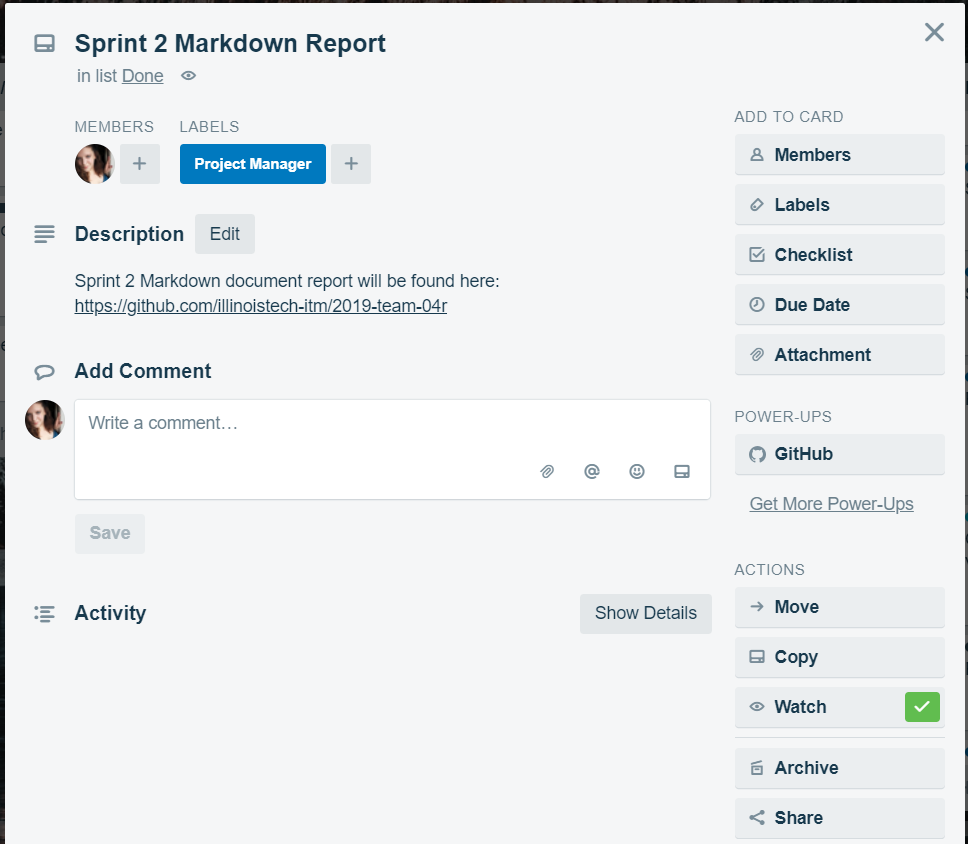 Sprint 2 Markdown Report
in list Done
MEMBERS
LABELS
Project Manager
Description
Edit
Sprint 2 Markdown document report will be found here:
https://github.com/illinoistech-itm/2019-team-04r
Add Comment
Write a comment…
Save
Activity
Show Details
ADD TO CARD
Members
Labels
Checklist
Due Date
Attachment
POWER-UPS
GitHub
Get More Power-Ups
ACTIONS
Move
Copy
Watch
Archive
Share